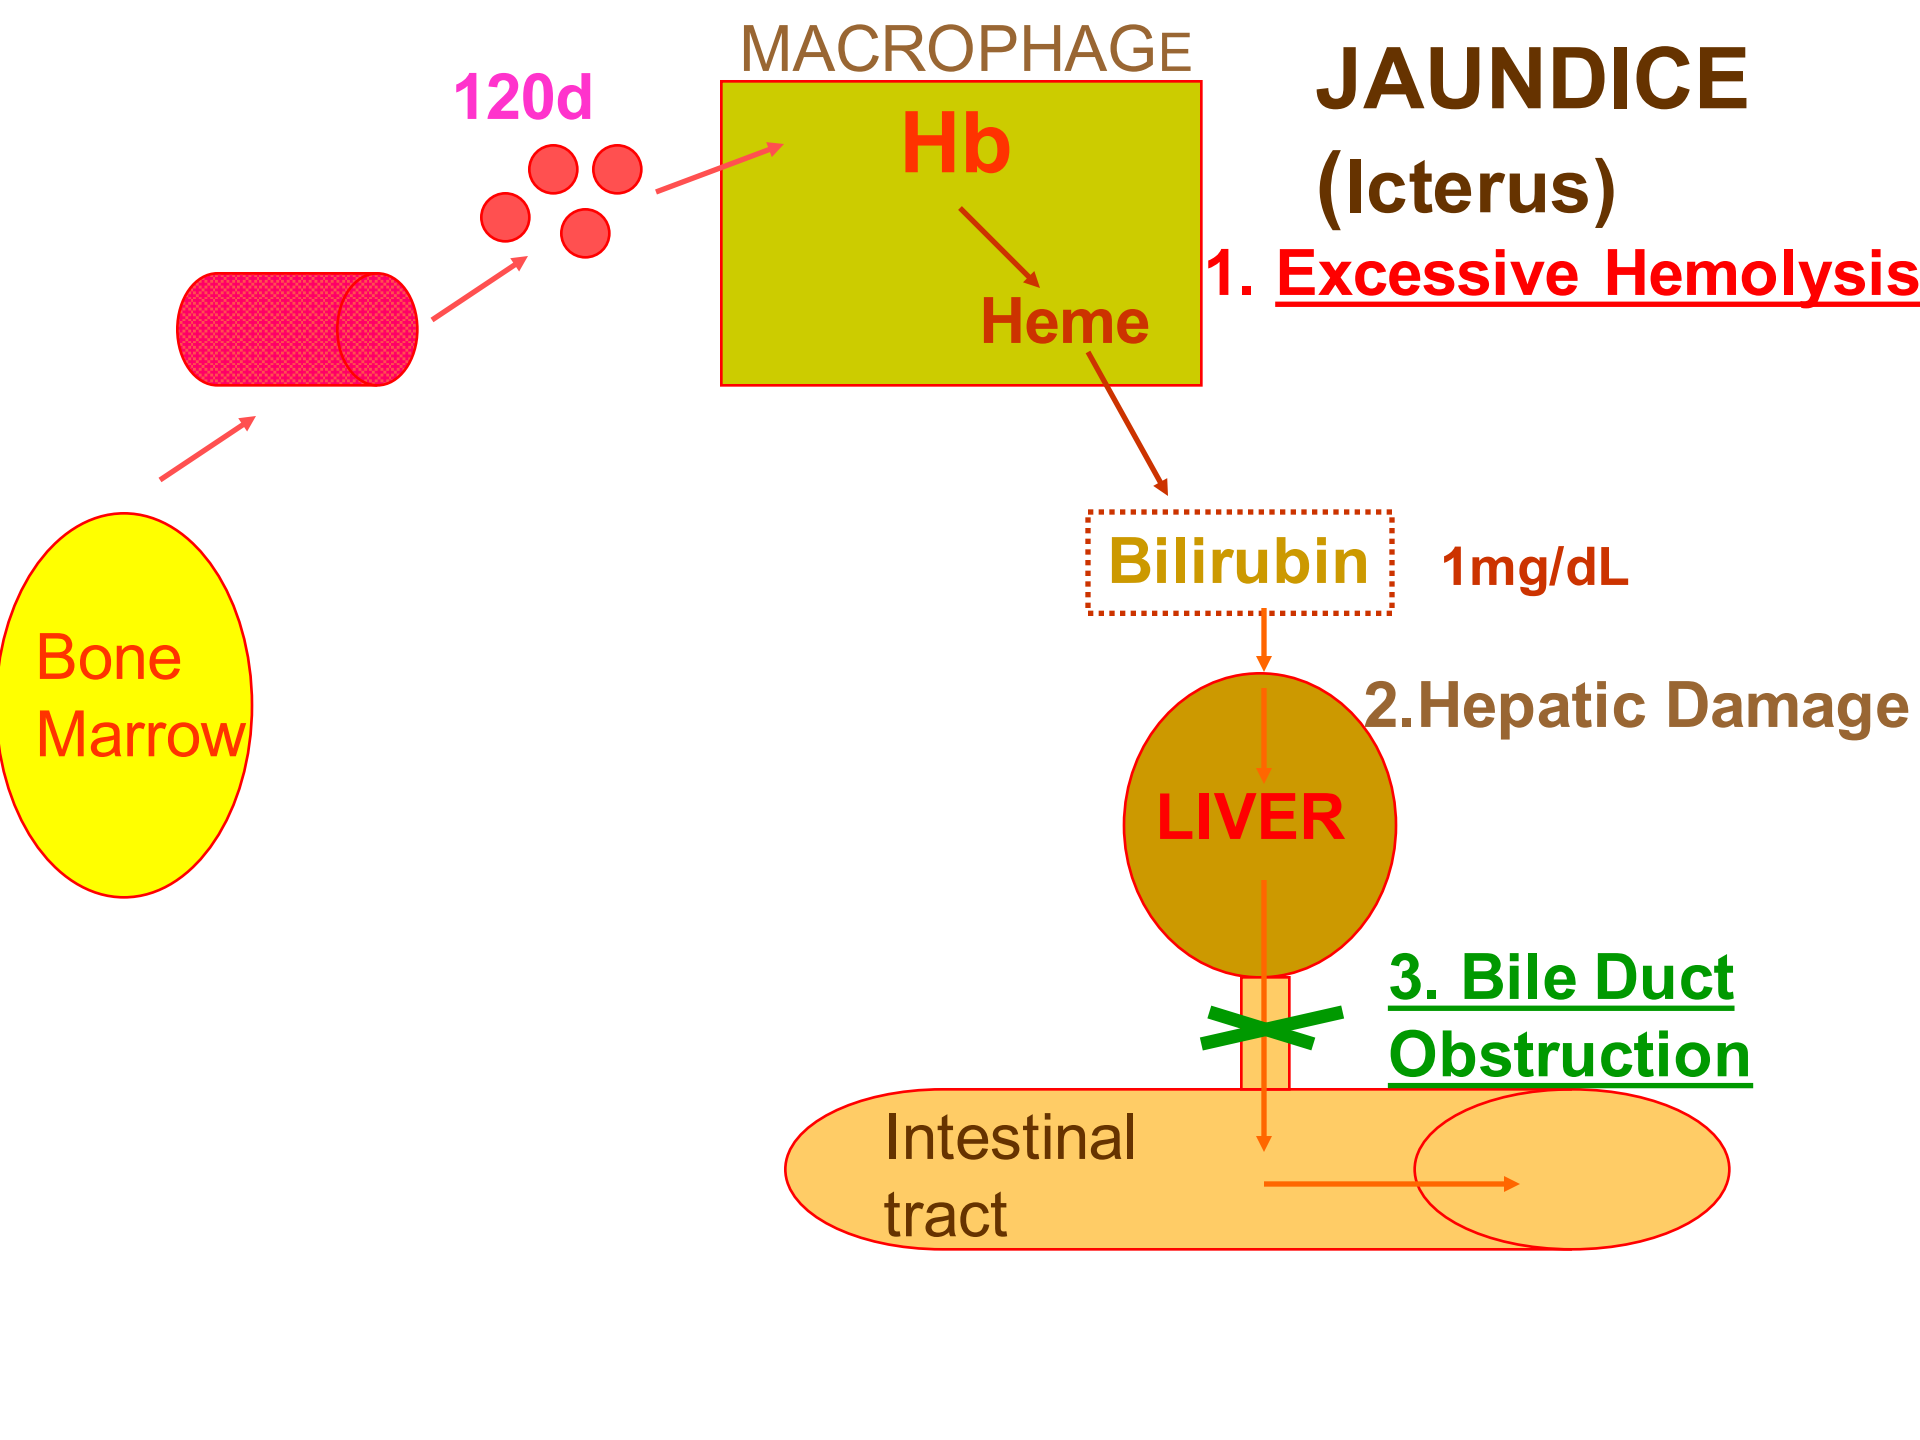 MACROPHAGE
JAUNDICE
(Icterus)
120d
Hb
1. Excessive Hemolysis
Heme
Bilirubin
1mg/dL
Bone
Marrow
2.Hepatic Damage
LIVER
3. Bile Duct
Obstruction
Intestinal
tract